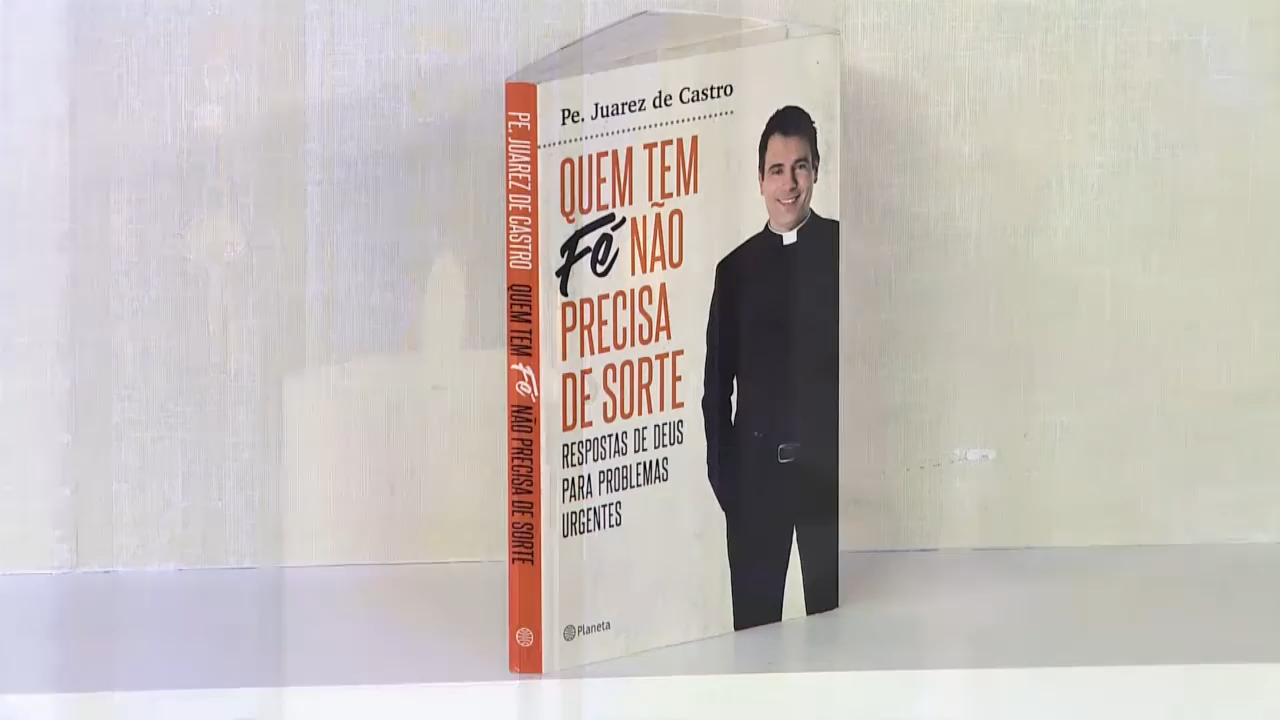 Pe. Juarez de Castro
QUEM TEM
Fé NÃO
PRECISA
DE SORTE
RESPOSTAS DE DEUS
PARA PROBLEMAS
URGENTES
Planeta
PE. JUAREZ DE CASTRO QUEM TEM Fé NÃO PRECISA DE SORTE